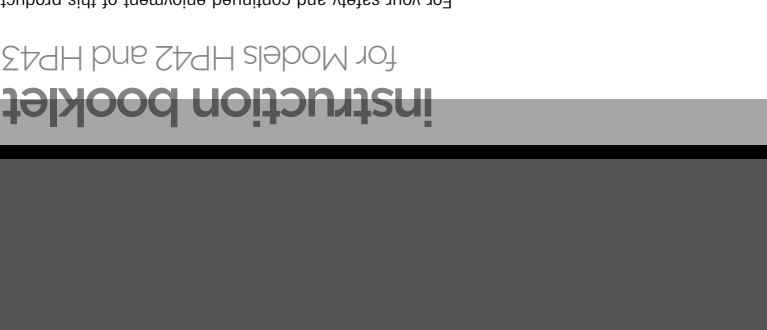 instruction booklet
for Models HP42 and HP43
For your safety and continued enjoyment of this product